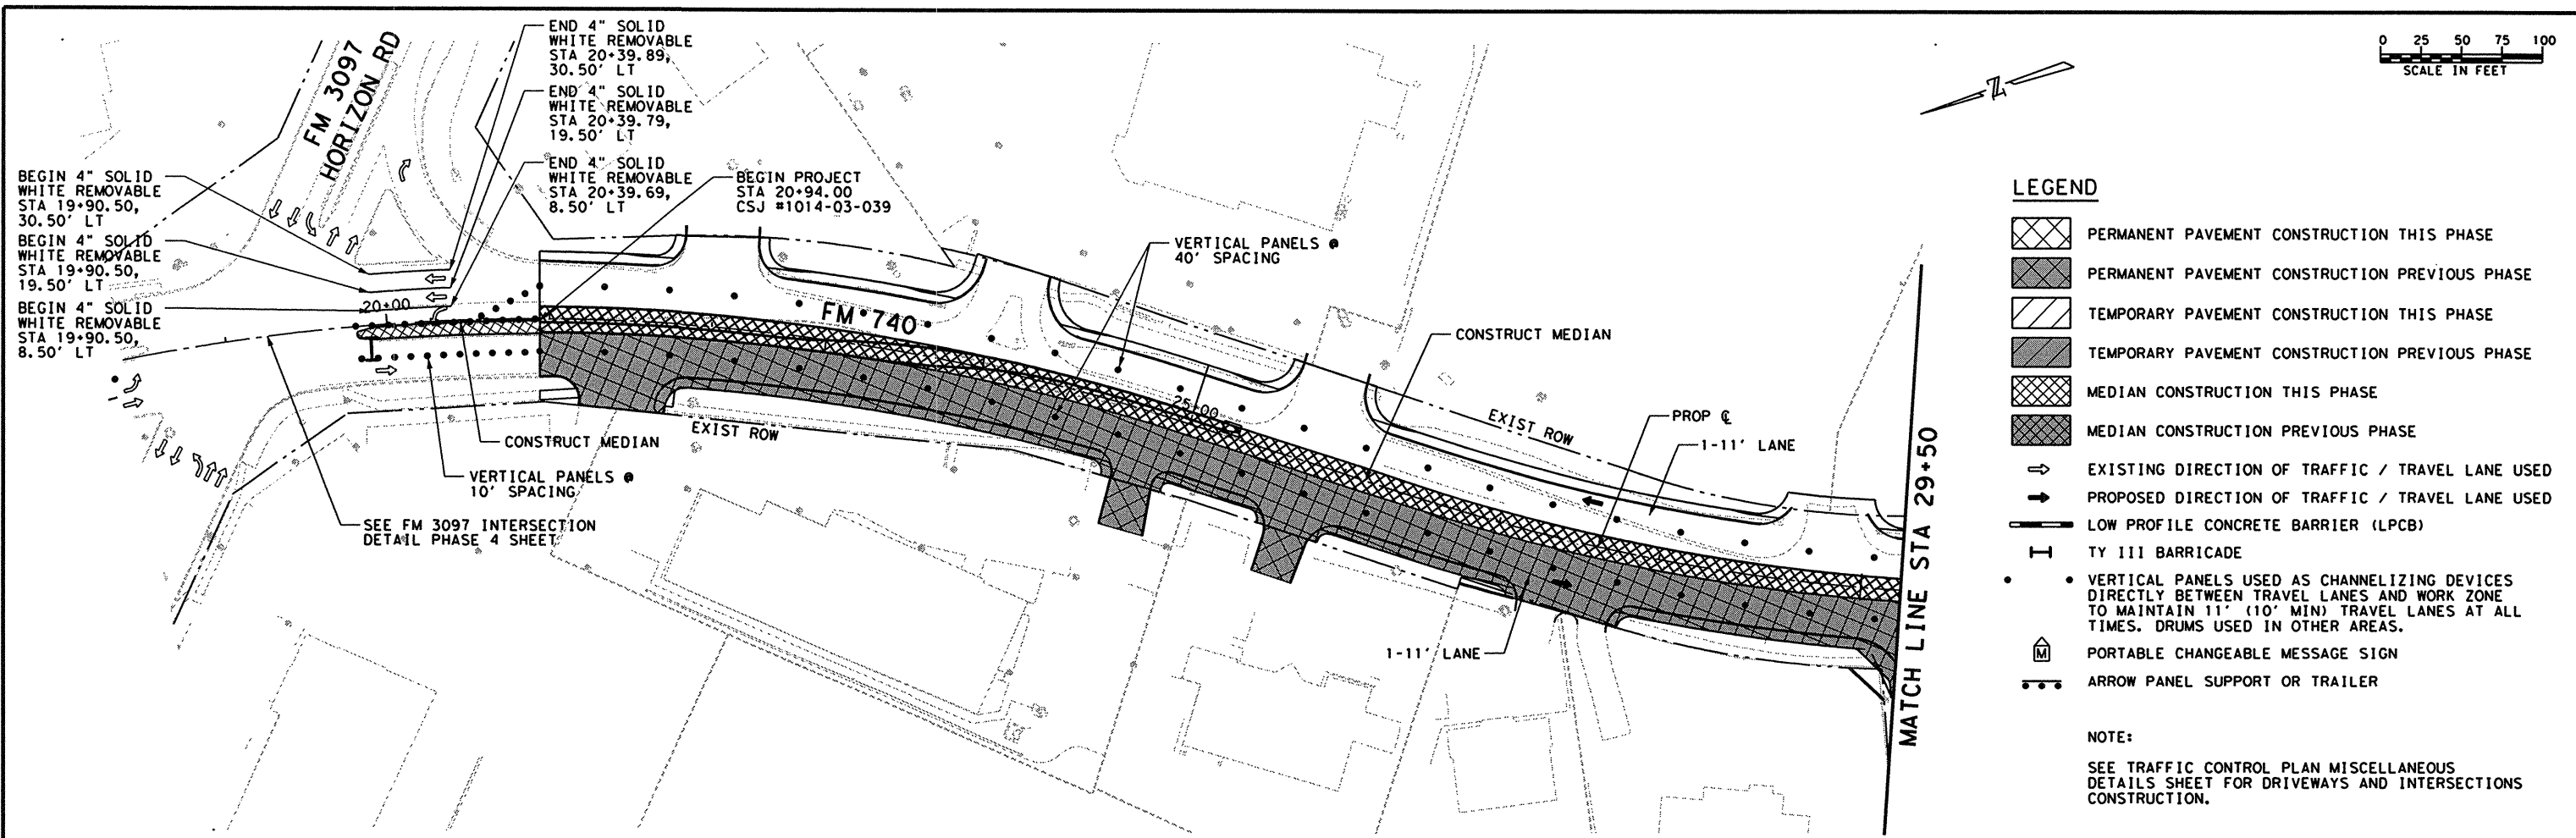 FM 3097
HORIZON RD
END 4" SOLID
WHITE REMOVABLE
STA 20+39.89,
30.50' LT
END 4" SOLID
WHITE REMOVABLE
STA 20+39.79,
19.50' LT
END 4" SOLID
WHITE REMOVABLE
STA 20+39.69,
8.50' LT
BEGIN 4" SOLID
WHITE REMOVABLE
STA 19+90.50,
30.50' LT
BEGIN 4" SOLID
WHITE REMOVABLE
STA 19+90.50,
19.50' LT
BEGIN 4" SOLID
WHITE REMOVABLE
STA 19+90.50,
8.50' LT
BEGIN PROJECT
STA 20+94.00
CSJ #1014-03-039
20+00
VERTICAL PANELS @
40' SPACING
FM 740
CONSTRUCT MEDIAN
25+00
EXIST ROW
PROP ℄
1-11' LANE
EXIST ROW
CONSTRUCT MEDIAN
VERTICAL PANELS @
10' SPACING
SEE FM 3097 INTERSECTION
DETAIL PHASE 4 SHEET
1-11' LANE
MATCH LINE STA 29+50
Z
0 25 50 75 100
SCALE IN FEET
LEGEND
PERMANENT PAVEMENT CONSTRUCTION THIS PHASE
PERMANENT PAVEMENT CONSTRUCTION PREVIOUS PHASE
TEMPORARY PAVEMENT CONSTRUCTION THIS PHASE
TEMPORARY PAVEMENT CONSTRUCTION PREVIOUS PHASE
MEDIAN CONSTRUCTION THIS PHASE
MEDIAN CONSTRUCTION PREVIOUS PHASE
EXISTING DIRECTION OF TRAFFIC / TRAVEL LANE USED
PROPOSED DIRECTION OF TRAFFIC / TRAVEL LANE USED
LOW PROFILE CONCRETE BARRIER (LPCB)
TY III BARRICADE
VERTICAL PANELS USED AS CHANNELIZING DEVICES
DIRECTLY BETWEEN TRAVEL LANES AND WORK ZONE
TO MAINTAIN 11' (10' MIN) TRAVEL LANES AT ALL
TIMES. DRUMS USED IN OTHER AREAS.
M
PORTABLE CHANGEABLE MESSAGE SIGN
ARROW PANEL SUPPORT OR TRAILER
NOTE:
SEE TRAFFIC CONTROL PLAN MISCELLANEOUS
DETAILS SHEET FOR DRIVEWAYS AND INTERSECTIONS
CONSTRUCTION.